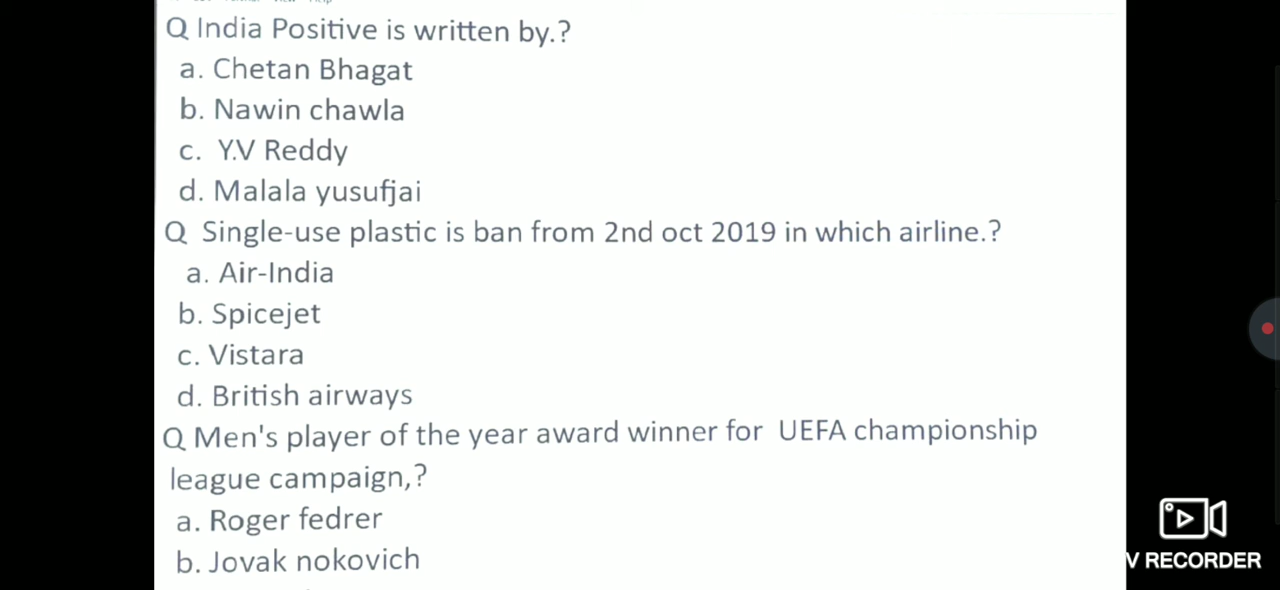 Q India Positive is written by.?
a. Chetan Bhagat
b. Nawin chawla
c. Y.V Reddy
d. Malala yusufjai
Q Single-use plastic is ban from 2nd oct 2019 in which airline.?
a. Air-India
b. Spicejet
c. Vistara
d. British airways
Q Men's player of the year award winner for UEFA championship
league campaign,?
a. Roger fedrer
b. Jovak nokovich
V RECORDER